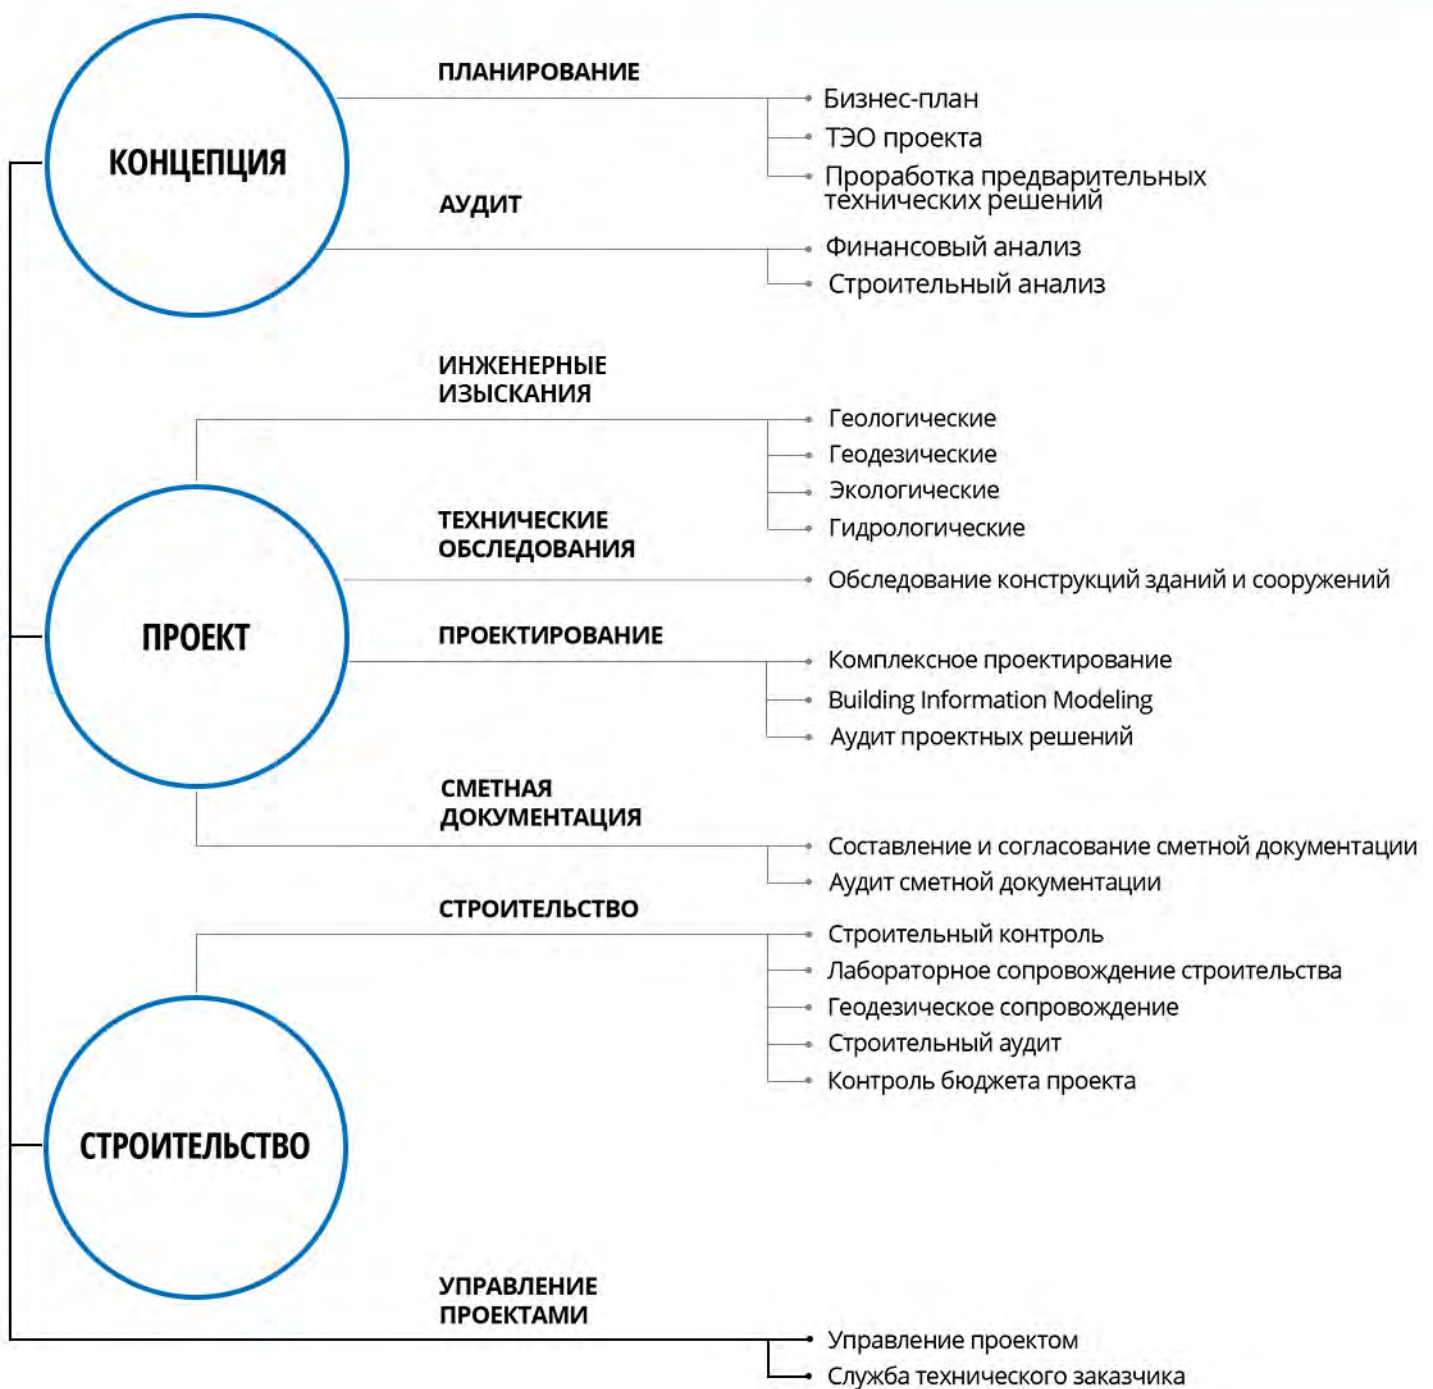 КОНЦЕПЦИЯ
ПЛАНИРОВАНИЕ
Бизнес-план
ТЭО проекта
Проработка предварительных
технических решений
АУДИТ
Финансовый анализ
Строительный анализ
ПРОЕКТ
ИНЖЕНЕРНЫЕ
ИЗЫСКАНИЯ
Геологические
Геодезические
Экологические
Гидрологические
ТЕХНИЧЕСКИЕ
ОБСЛЕДОВАНИЯ
Обследование конструкций зданий и сооружений
ПРОЕКТИРОВАНИЕ
Комплексное проектирование
Building Information Modeling
Аудит проектных решений
СМЕТНАЯ
ДОКУМЕНТАЦИЯ
Составление и согласование сметной документации
Аудит сметной документации
СТРОИТЕЛЬСТВО
СТРОИТЕЛЬСТВО
Строительный контроль
Лабораторное сопровождение строительства
Геодезическое сопровождение
Строительный аудит
Контроль бюджета проекта
УПРАВЛЕНИЕ
ПРОЕКТАМИ
Управление проектом
Служба технического заказчика